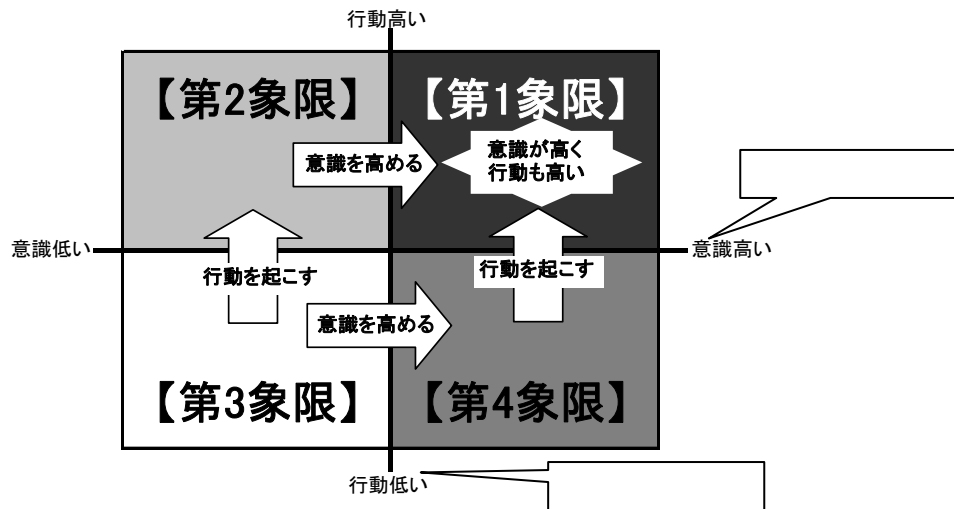 行動高い
【第2象限】
【第1象限】
意識を高める
意識が高く
行動も高い
意識低い
意識高い
行動を起こす
行動を起こす
意識を高める
【第3象限】
【第4象限】
行動低い